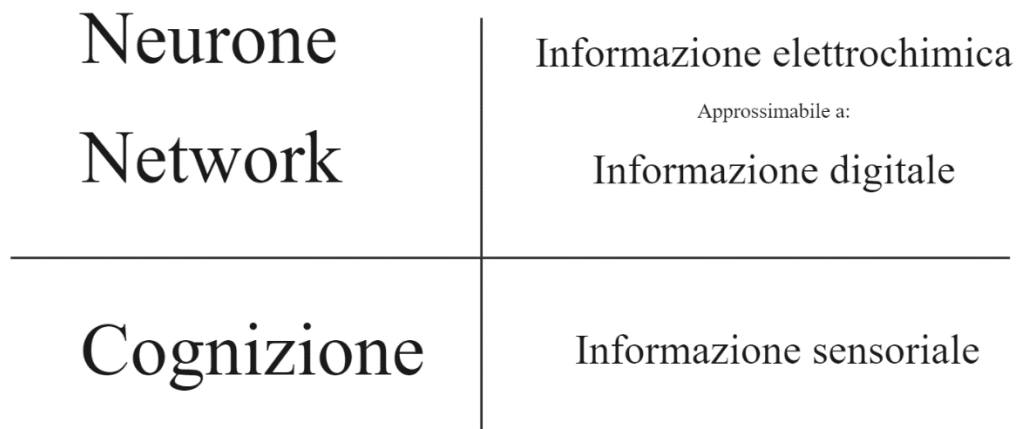 Neurone
Network
Informazione elettrochimica
Approssimabile a:
Informazione digitale
Cognizione
Informazione sensoriale